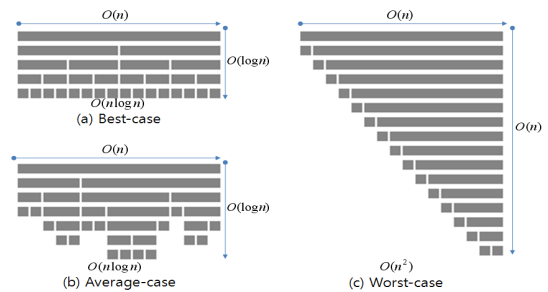 O(n)
O(logn)
O(nlogn)
(a) Best-case
O(n)
O(logn)
O(nlogn)
(b) Average-case
O(n)
O(n)
O(n²)
(c) Worst-case